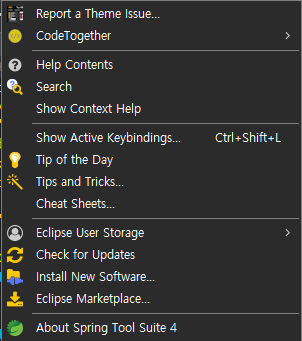 Report a Theme Issue...
CodeTogether
Help Contents
Search
Show Context Help
Show Active Keybindings... Ctrl+Shift+L
Tip of the Day
Tips and Tricks...
Cheat Sheets...
Eclipse User Storage
Check for Updates
Install New Software...
Eclipse Marketplace...
About Spring Tool Suite 4